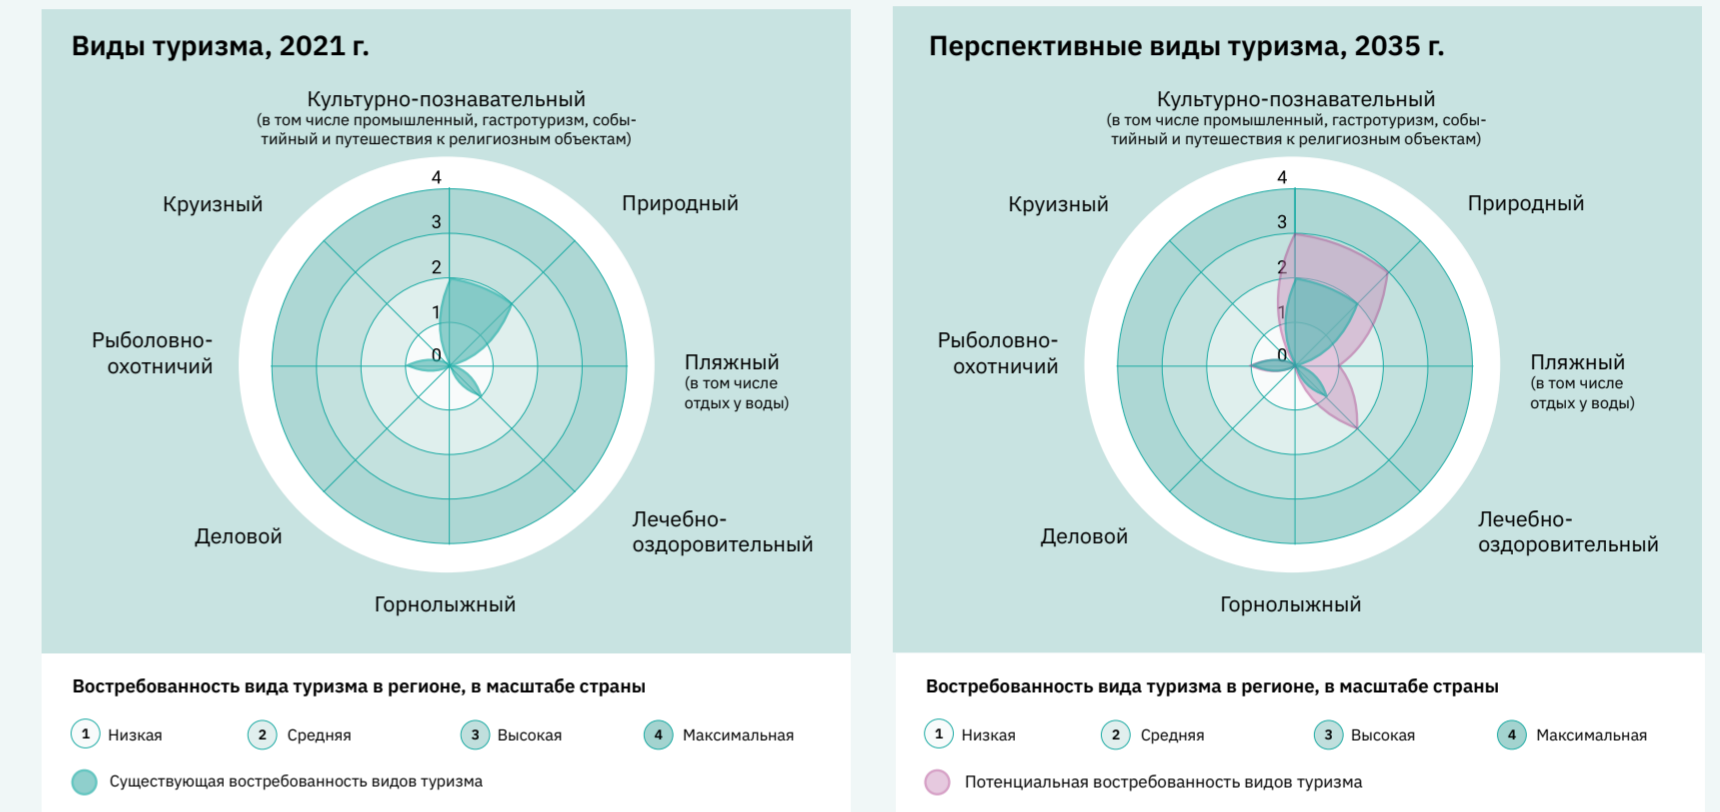 Виды туризма, 2021 г.
Культурно-познавательный
(в том числе промышленный, гастротуризм, собы-
тийный и путешествия к религиозным объектам)
4
3
2
1
0
Круизный
Природный
Рыболовно-
охотничий
Пляжный
(в том числе
отдых у воды)
Деловой
Лечебно-
оздоровительный
Горнолыжный
Востребованность вида туризма в регионе, в масштабе страны
1 Низкая
2 Средняя
3 Высокая
4 Максимальная
Существующая востребованность видов туризма
Перспективные виды туризма, 2035 г.
Культурно-познавательный
(в том числе промышленный, гастротуризм, собы-
тийный и путешествия к религиозным объектам)
4
3
2
1
0
Круизный
Природный
Рыболовно-
охотничий
Пляжный
(в том числе
отдых у воды)
Деловой
Лечебно-
оздоровительный
Горнолыжный
Востребованность вида туризма в регионе, в масштабе страны
1 Низкая
2 Средняя
3 Высокая
4 Максимальная
Потенциальная востребованность видов туризма